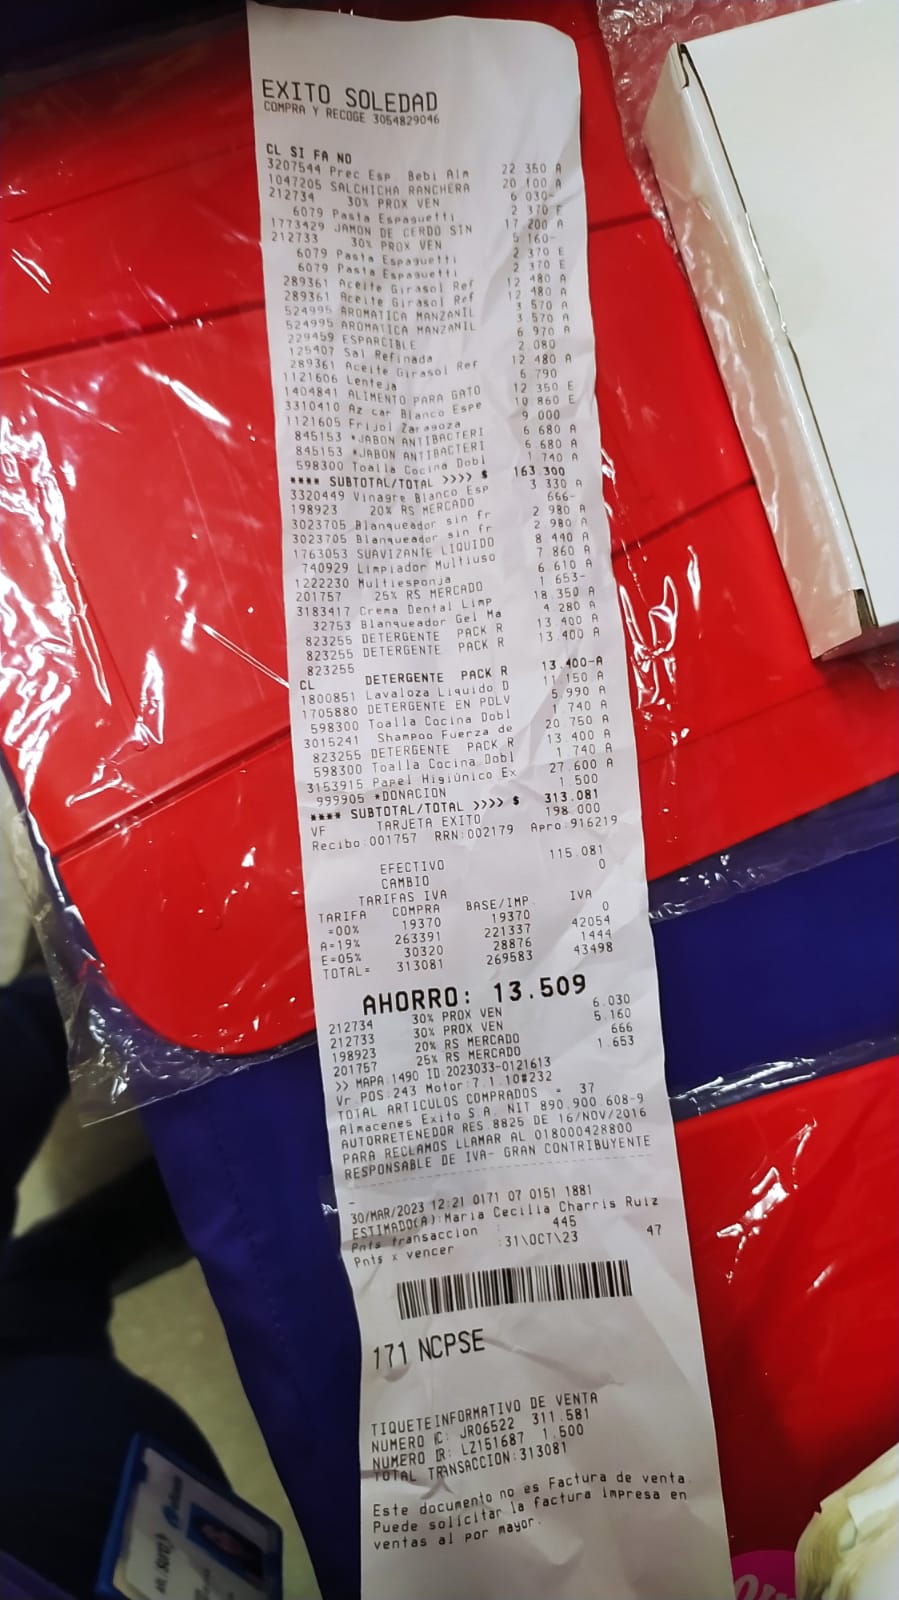 EXITO SOLEDAD
COMPRA Y RECOGE 3054829046
CL SI FA NO
3207544 Prec Esp. Bebi Alm 22.350 A
1047205 SALCHICHA RANCHERA 20.100 A
212734 30% PROX VEN 6.030-
6079 Pasta Espaguetti 2.370 E
1773429 JAMON DE CERDO SIN 17.200 A
212733 30% PROX VEN 5.160-
6079 Pasta Espaguetti 2.370 E
6079 Pasta Espaguetti 2.370 E
289361 Aceite Girasol Ref 12.480 A
289361 Aceite Girasol Ref 12.480 A
524995 AROMATICA MANZANIL 3.570 A
524995 AROMATICA MANZANIL 3.570 A
229459 ESPARCIBLE 6.970 A
125407 Sal Refinada 2.080
289361 Aceite Girasol Ref 12.480 A
1121606 Lenteja 6.790
1404841 ALIMENTO PARA GATO 12.350 E
3310410 Az car Blanco Espe 10.860 E
1121605 Frijol Zaragoza 9.000
845153 *JABON ANTIBACTERI 6.680 A
845153 *JABON ANTIBACTERI 6.680 A
598300 Toalla Cocina Dobl 1.740 A
**** SUBTOTAL/TOTAL >>>> $ 163.300
3320449 Vinagre Blanco Esp 3.330 A
198923 20% RS MERCADO 666-
3023705 Blanqueador sin fr 2.980 A
3023705 Blanqueador sin fr 2.980 A
1763053 SUAVIZANTE LIQUIDO 8.440 A
740929 Limpiador Multiuso 7.860 A
1222230 Multiesponja 6.610 A
201757 25% RS MERCADO 1.653-
3183417 Crema Dental Limp 18.350 A
32753 Blanqueador Gel Ma 4.280 A
823255 DETERGENTE PACK R 13.400 A
823255 DETERGENTE PACK R 13.400 A
823255
CL DETERGENTE PACK R 13.400-A
1800851 Lavaloza Liquido D 11.150 A
1705880 DETERGENTE EN POLV 5.990 A
598300 Toalla Cocina Dobl 1.740 A
3015241 Shampoo Fuerza de 20.750 A
823255 DETERGENTE PACK R 13.400 A
598300 Toalla Cocina Dobl 1.740 A
3153915 Papel Higiúnico Ex 27.600 A
999905 *DONACION 1.500
**** SUBTOTAL/TOTAL >>>> $ 313.081
VF TARJETA EXITO 198.000
Recibo:001757 RRN:002179 Apro:916219
EFECTIVO 115.081
CAMBIO 0
TARIFAS IVA
TARIFA COMPRA BASE/IMP. IVA
=00% 19370 19370 0
A=19% 263391 221337 42054
E=05% 30320 28876 1444
TOTAL= 313081 269583 43498
AHORRO: 13.509
212734 30% PROX VEN 6.030
212733 30% PROX VEN 5.160
198923 20% RS MERCADO 666
201757 25% RS MERCADO 1.653
>> MAPA:1490 ID:2023033-0121613
Vr.POS:243 Motor:7.1.10#232
TOTAL ARTICULOS COMPRADOS = 37
Almacenes Exito S.A. NIT 890.900.608-9
AUTORRETENEDOR RES 8825 DE 16/NOV/2016
PARA RECLAMOS LLAMAR AL 018000428800
RESPONSABLE DE IVA- GRAN CONTRIBUYENTE
-
30/MAR/2023 12:21 0171 07 0151 1881
ESTIMADO(A):Maria Cecilia Charris Ruiz
Pnts transaccion : 445
Pnts x vencer :31\OCT\23 47
171 NCPSE
TIQUETE INFORMATIVO DE VENTA
NUMERO IC: JR06522 311.581
NUMERO IR: LZ151687 1.500
TOTAL TRANSACCION:313081
Este documento no es Factura de venta.
Puede solicitar la factura impresa en
ventas al por mayor.